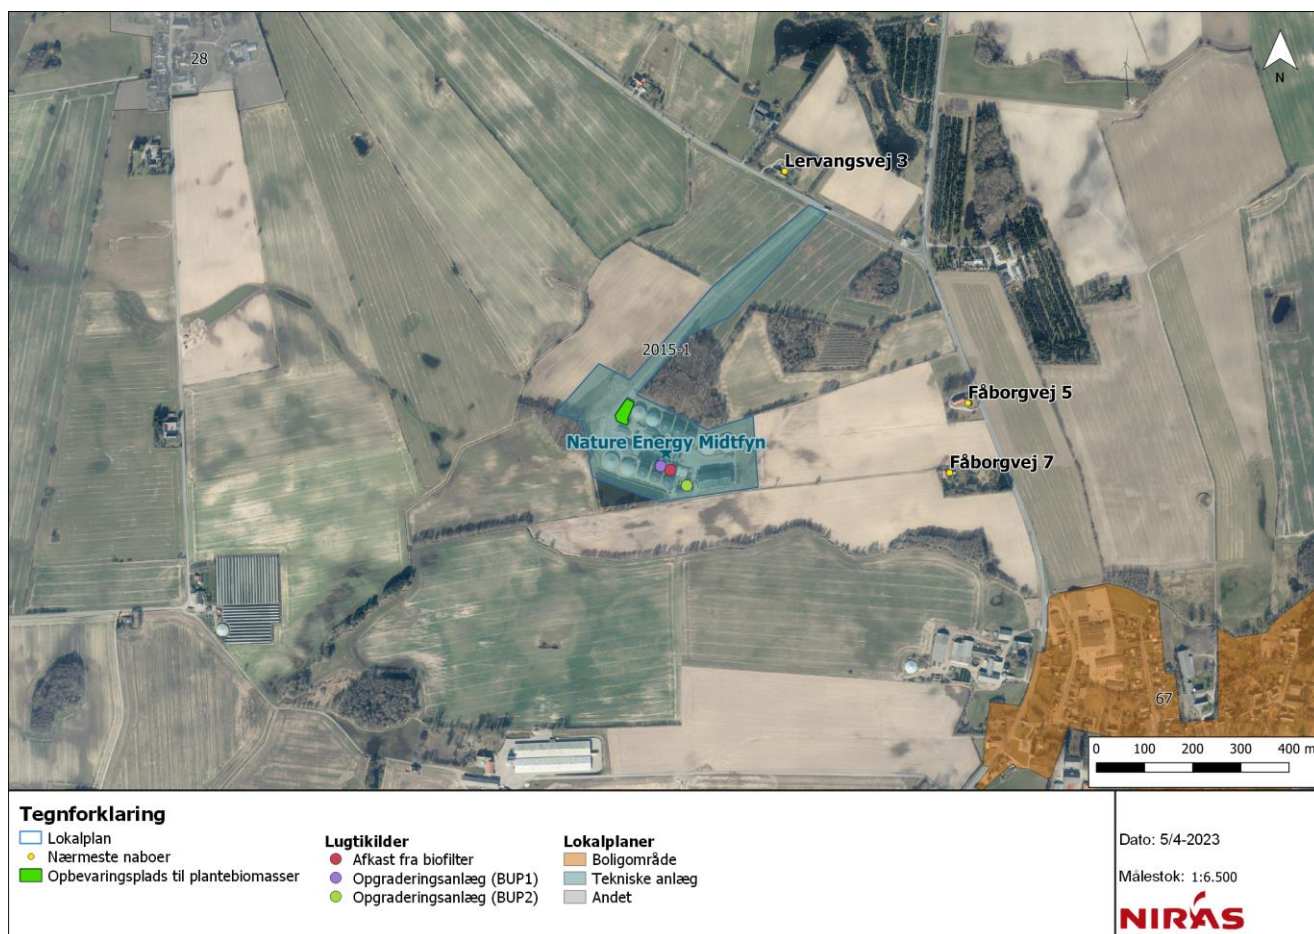 28
N
Lervangsvej 3
2015-1
Fåborgvej 5
Nature Energy Midtfyn
Fåborgvej 7
67
0 100 200 300 400 m
Tegnforklaring
Lokalplan
Nærmeste naboer
Opbevaringsplads til plantebiomasser
Lugtikilder
Afkast fra biofilter
Opgraderingsanlæg (BUP1)
Opgraderingsanlæg (BUP2)
Lokalplaner
Boligområde
Tekniske anlæg
Andet
Dato: 5/4-2023
Målestok: 1:6.500
NIRAS